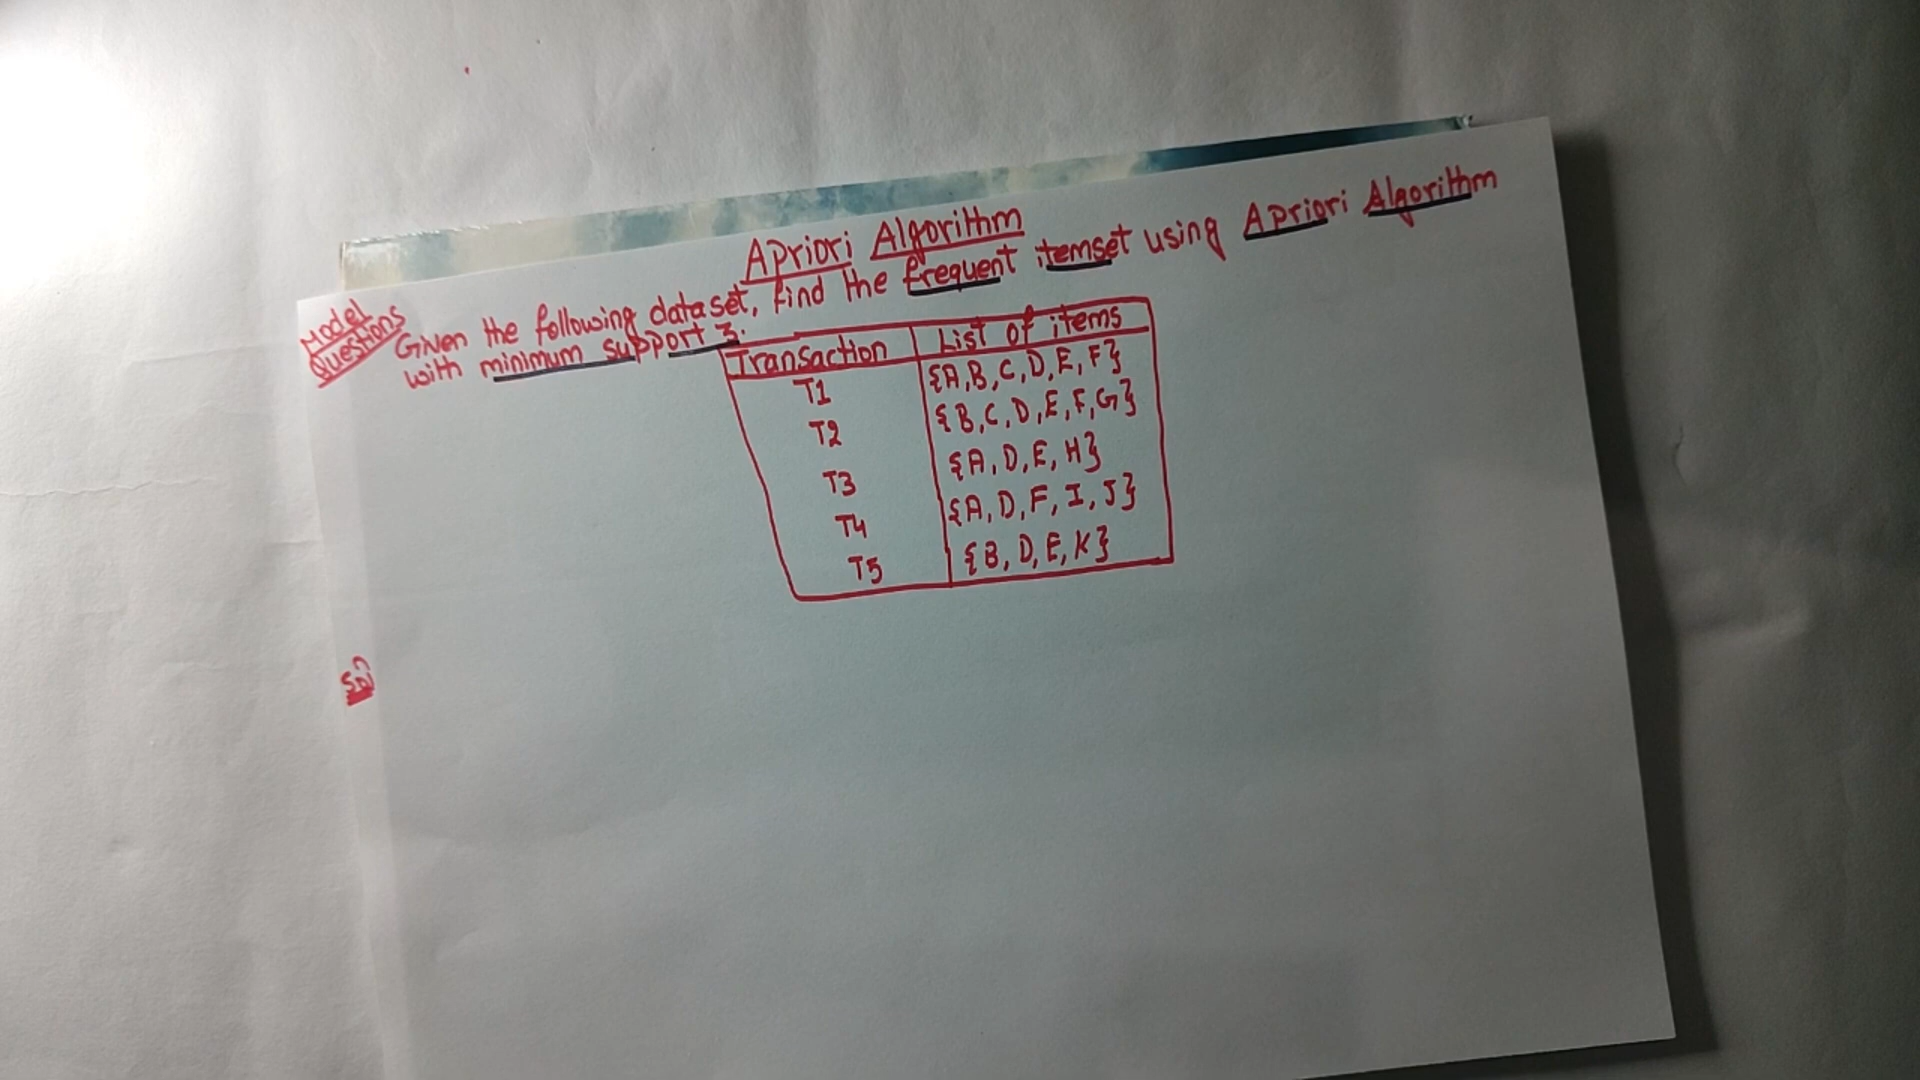 Apriori Algorithm
Model
Questions
Given the following dataset, find the frequent itemset using Apriori Algorithm
with minimum support 3.
Transaction List of items
T1 {A,B,C,D,E,F}
T2 {B,C,D,E,F,G}
T3 {A,D,E,H}
T4 {A,D,F,I,J}
T5 {B,D,E,K}